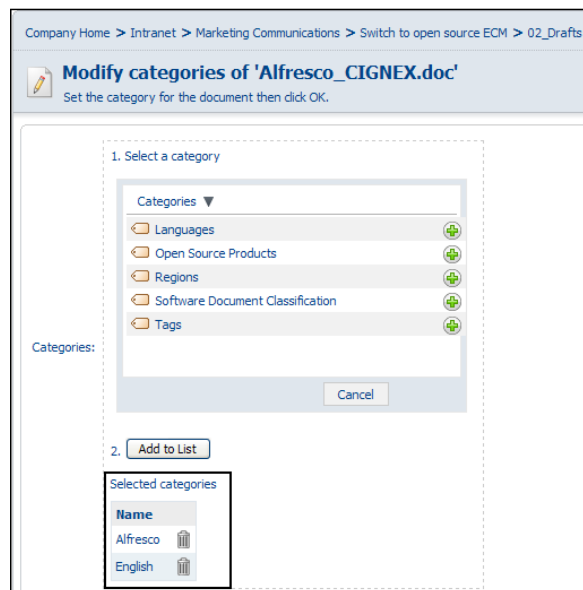 Company Home > Intranet > Marketing Communications > Switch to open source ECM > 02_Drafts
Modify categories of 'Alfresco_CIGNEX.doc'
Set the category for the document then click OK.
1. Select a category
Categories ▼
Languages
Open Source Products
Regions
Software Document Classification
Tags
Categories:
Cancel
2. Add to List
Selected categories
Name
Alfresco
English